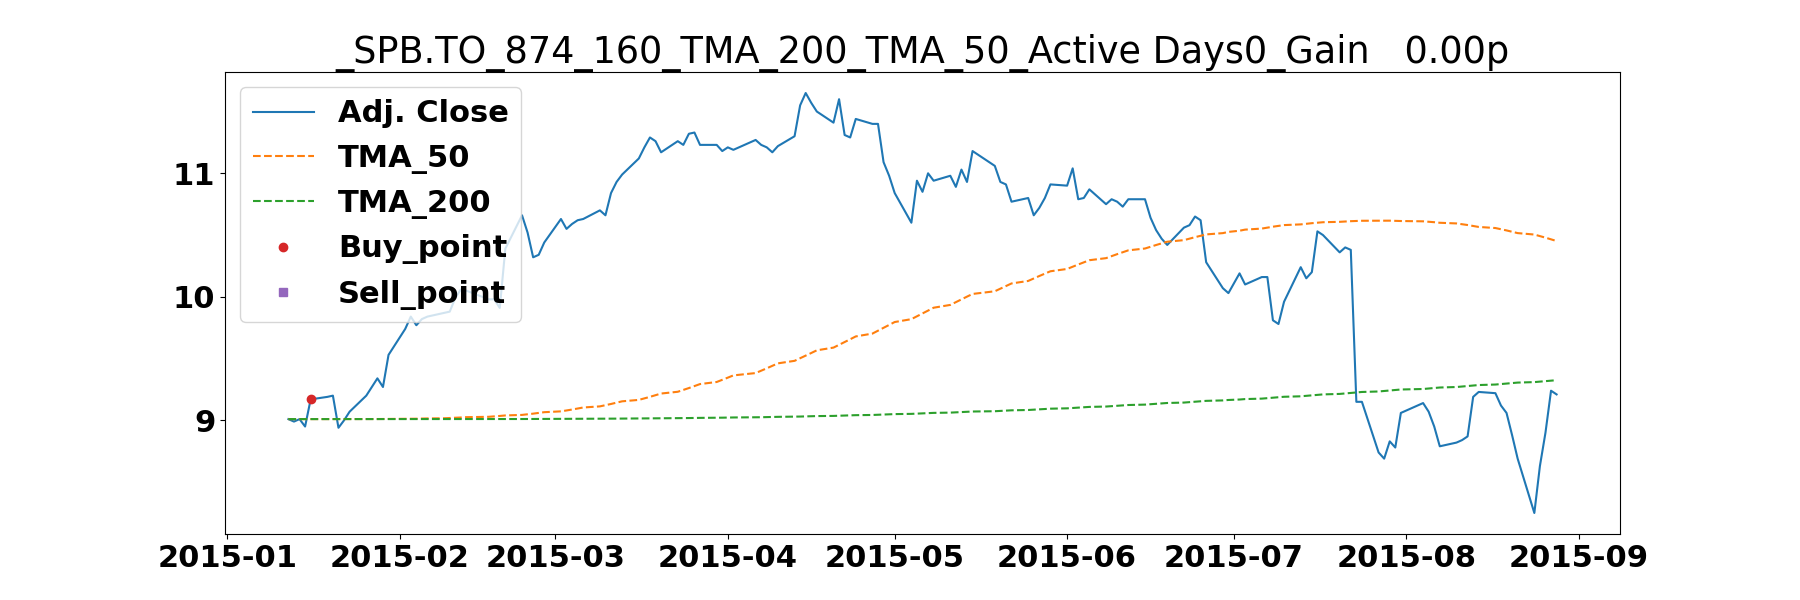 _SPB.TO_874_160_TMA_200_TMA_50_Active Days0_Gain   0.00p
Adj. Close
TMA_50
TMA_200
Buy_point
Sell_point
11
10
9
2015-01 2015-02 2015-03 2015-04 2015-05 2015-06 2015-07 2015-08 2015-09